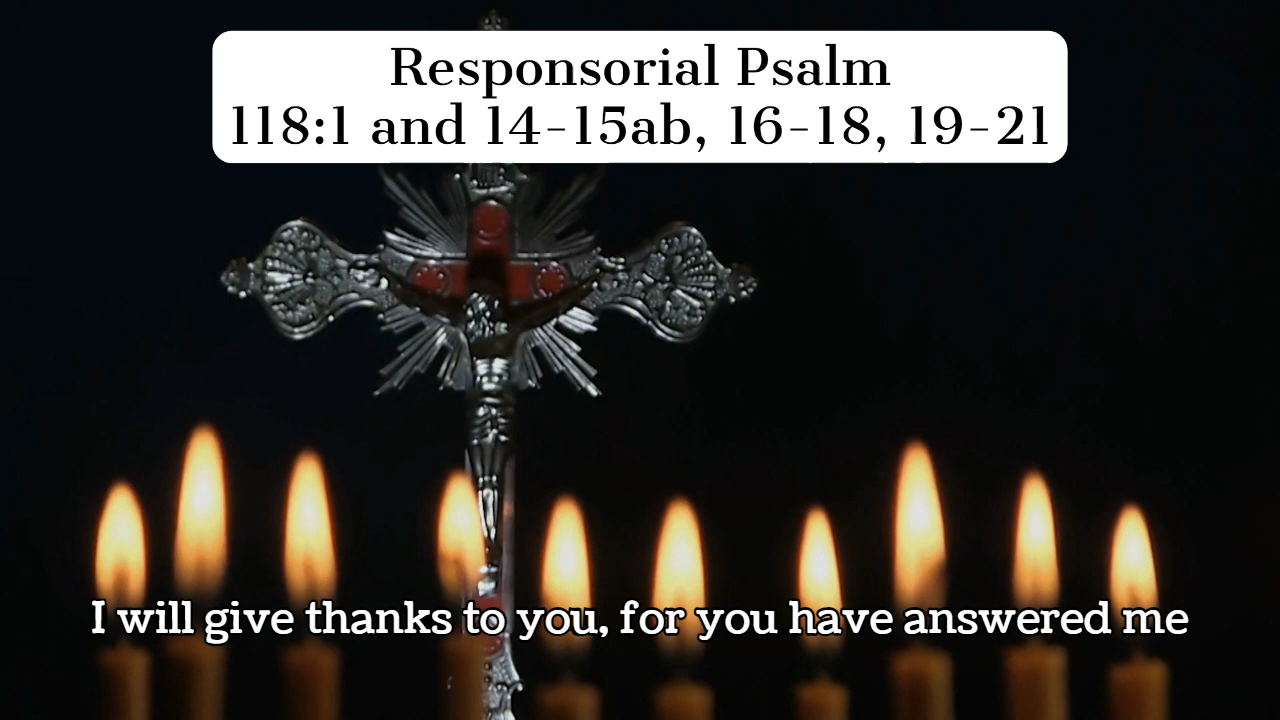 Responsorial Psalm
118:1 and 14-15ab, 16-18, 19-21
I will give thanks to you, for you have answered me